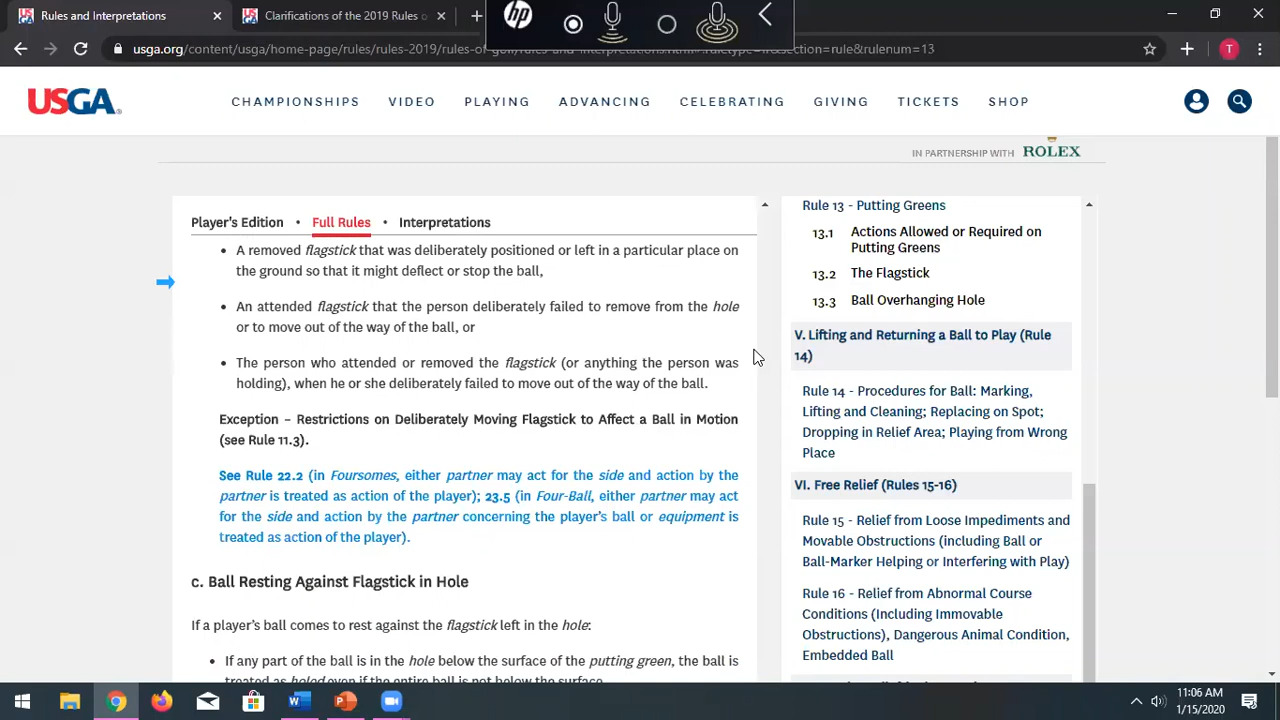 Rules and Interpretations
Clarifications of the 2019 Rules o
hp
usga.org/content/usga/home-page/rules/rules-2019/rules-of-golf/rules-and-interpretations.html#!ruletype=fr&section=rule&rulenum=13
T
USGA
CHAMPIONSHIPS VIDEO PLAYING ADVANCING CELEBRATING GIVING TICKETS SHOP
IN PARTNERSHIP WITH ROLEX
Player's Edition • Full Rules • Interpretations
• A removed flagstick that was deliberately positioned or left in a particular place on
the ground so that it might deflect or stop the ball,
• An attended flagstick that the person deliberately failed to remove from the hole
or to move out of the way of the ball, or
• The person who attended or removed the flagstick (or anything the person was
holding), when he or she deliberately failed to move out of the way of the ball.
Exception – Restrictions on Deliberately Moving Flagstick to Affect a Ball in Motion
(see Rule 11.3).
See Rule 22.2 (in Foursomes, either partner may act for the side and action by the
partner is treated as action of the player); 23.5 (in Four-Ball, either partner may act
for the side and action by the partner concerning the player's ball or equipment is
treated as action of the player).
c. Ball Resting Against Flagstick in Hole
If a player's ball comes to rest against the flagstick left in the hole:
• If any part of the ball is in the hole below the surface of the putting green, the ball is
treated as holed even if the entire ball is not below the surface.
Rule 13 - Putting Greens
13.1 Actions Allowed or Required on
Putting Greens
13.2 The Flagstick
13.3 Ball Overhanging Hole
V. Lifting and Returning a Ball to Play (Rule
14)
Rule 14 - Procedures for Ball: Marking,
Lifting and Cleaning; Replacing on Spot;
Dropping in Relief Area; Playing from Wrong
Place
VI. Free Relief (Rules 15-16)
Rule 15 - Relief from Loose Impediments and
Movable Obstructions (including Ball or
Ball-Marker Helping or Interfering with Play)
Rule 16 - Relief from Abnormal Course
Conditions (Including Immovable
Obstructions), Dangerous Animal Condition,
Embedded Ball
11:06 AM
1/15/2020